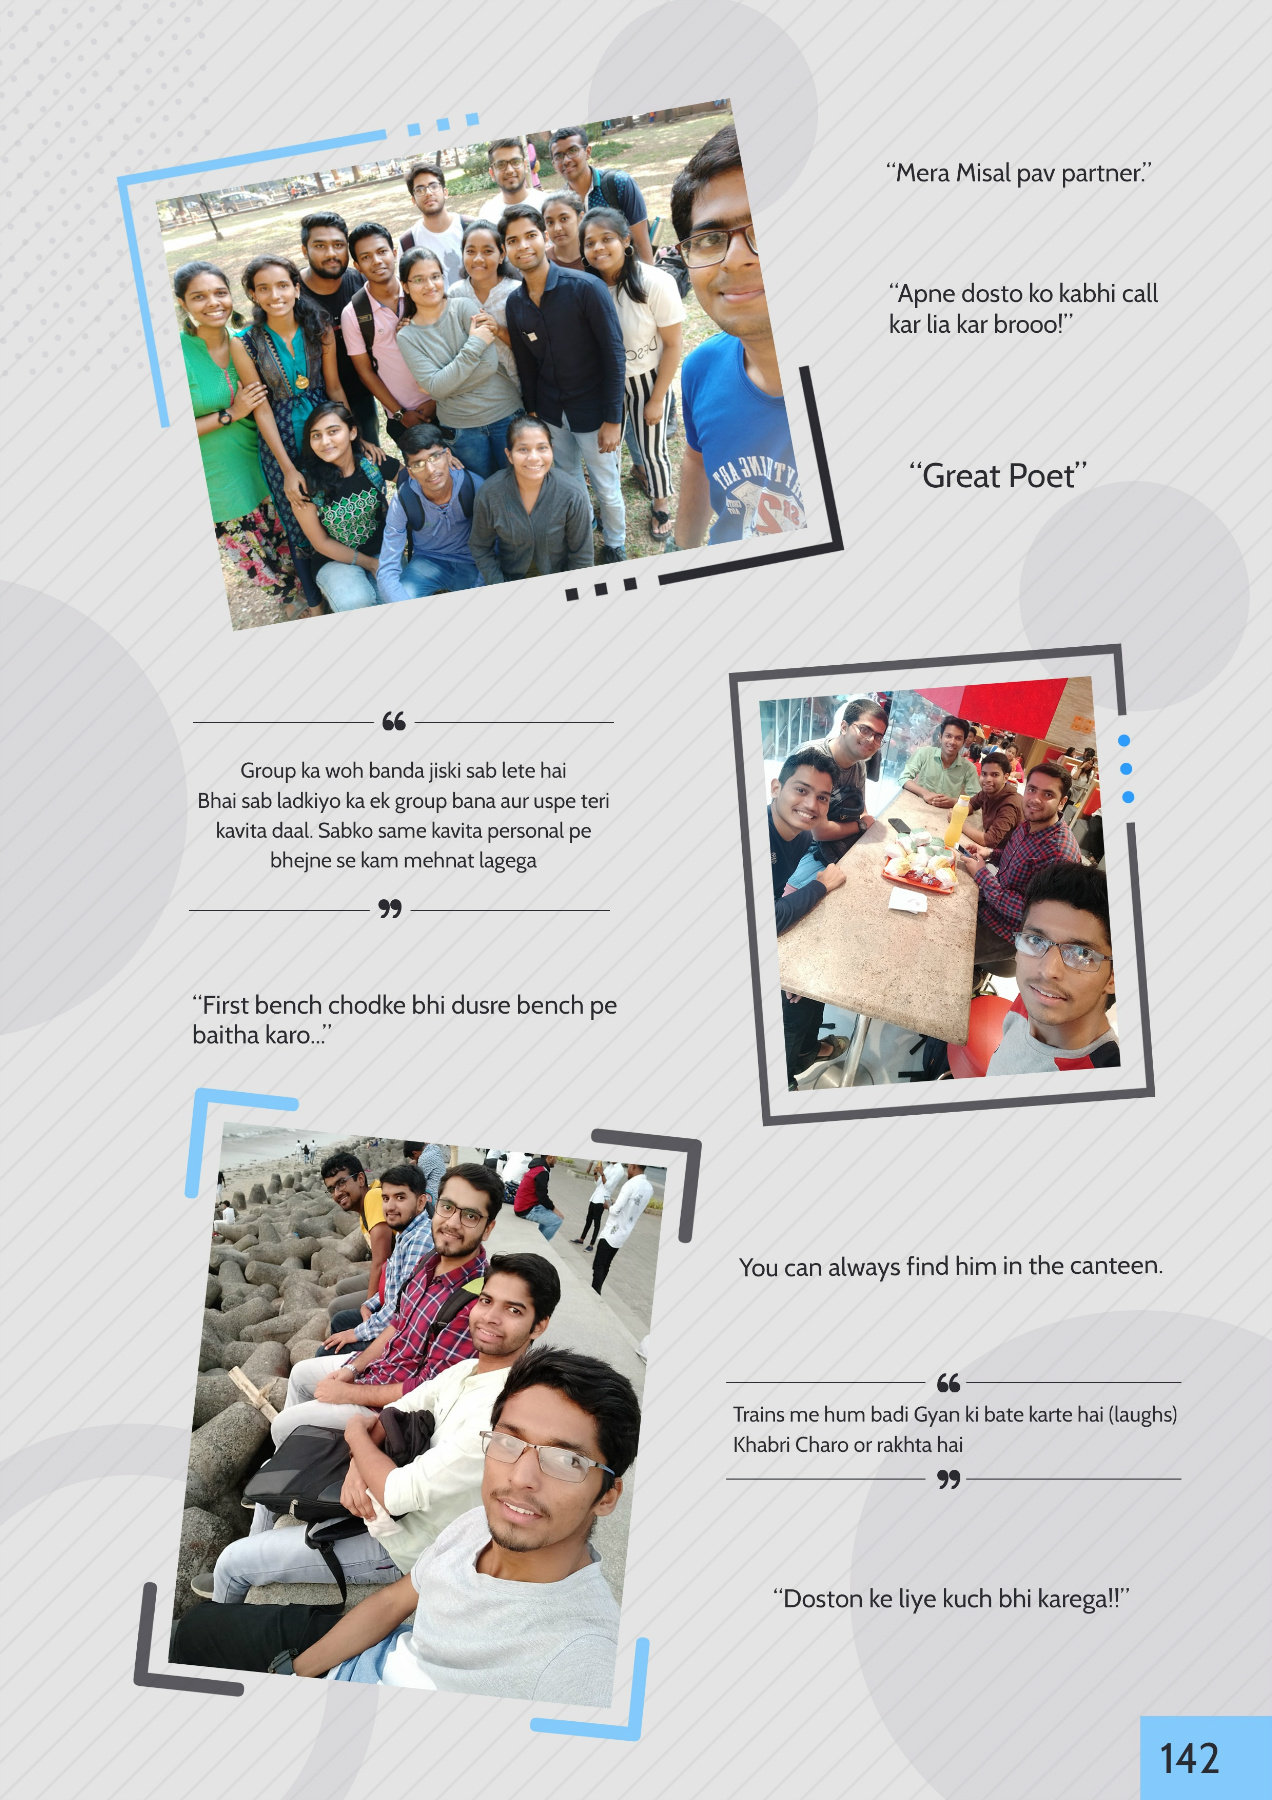 “Mera Misal pav partner.”
“Apne dosto ko kabhi call
kar lia kar brooo!”
“Great Poet”
Group ka woh banda jiski sab lete hai
Bhai sab ladkiyo ka ek group bana aur uspe teri
kavita daal. Sabko same kavita personal pe
bhejne se kam mehnat lagega
“First bench chodke bhi dusre bench pe
baitha karo...”
You can always find him in the canteen.
Trains me hum badi Gyan ki bate karte hai (laughs)
Khabri Charo or rakhta hai
“Doston ke liye kuch bhi karega!!”
142